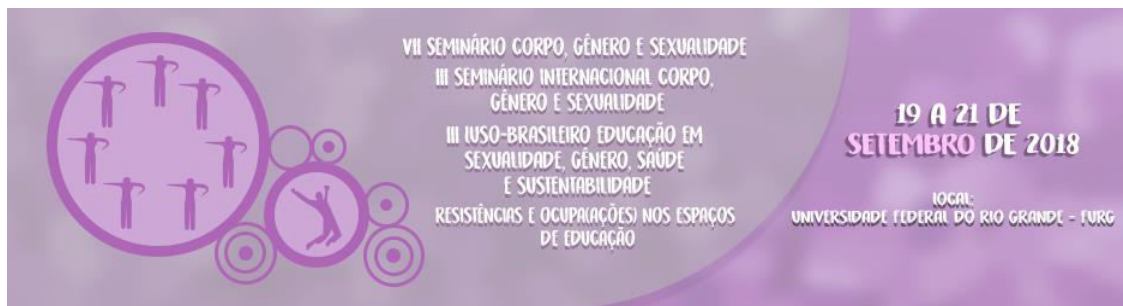 VII SEMINÁRIO CORPO, GÊNERO E SEXUALIDADE
III SEMINÁRIO INTERNACIONAL CORPO,
GÊNERO E SEXUALIDADE
III LUSO-BRASILEIRO EDUCAÇÃO EM
SEXUALIDADE, GÊNERO, SAÚDE
E SUSTENTABILIDADE
RESISTÊNCIAS E OCUPA(AÇÕES) NOS ESPAÇOS
DE EDUCAÇÃO
19 A 21 DE
SETEMBRO DE 2018
LOCAL:
UNIVERSIDADE FEDERAL DO RIO GRANDE - FURG